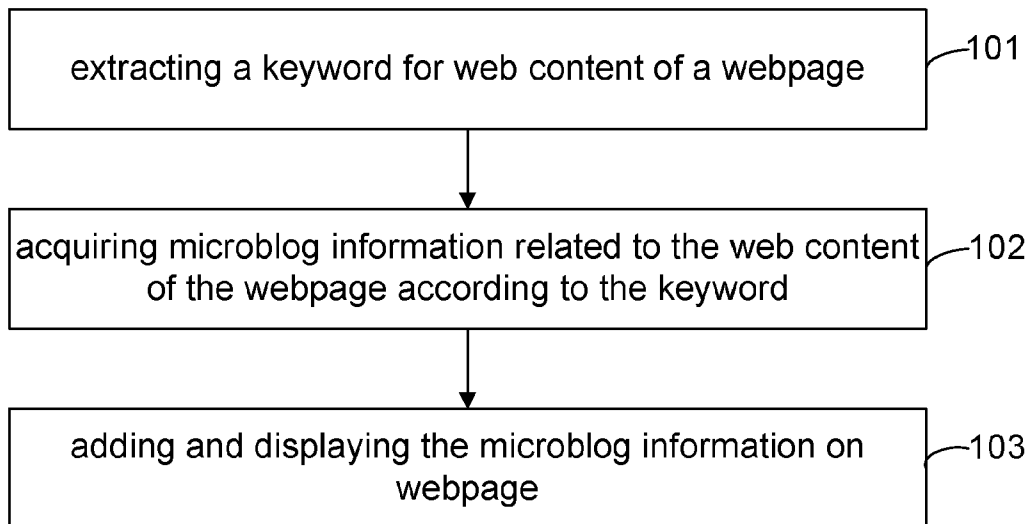 extracting a keyword for web content of a webpage
101
acquiring microblog information related to the web content
of the webpage according to the keyword
102
adding and displaying the microblog information on
webpage
103